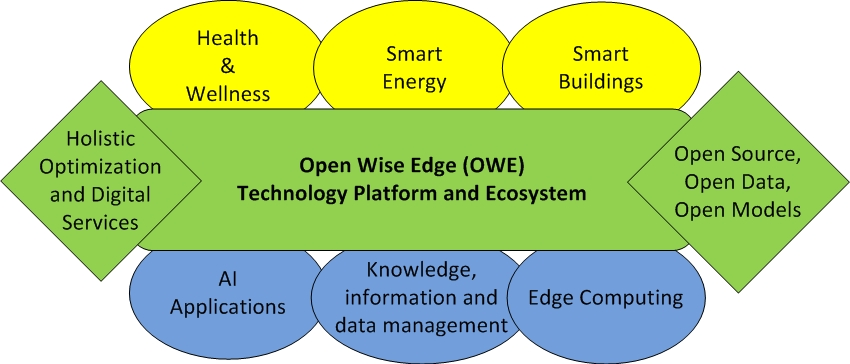 Health
&
Wellness
Smart
Energy
Smart
Buildings
Holistic
Optimization
and Digital
Services
Open Wise Edge (OWE)
Technology Platform and Ecosystem
Open Source,
Open Data,
Open Models
AI
Applications
Knowledge,
information and
data management
Edge Computing